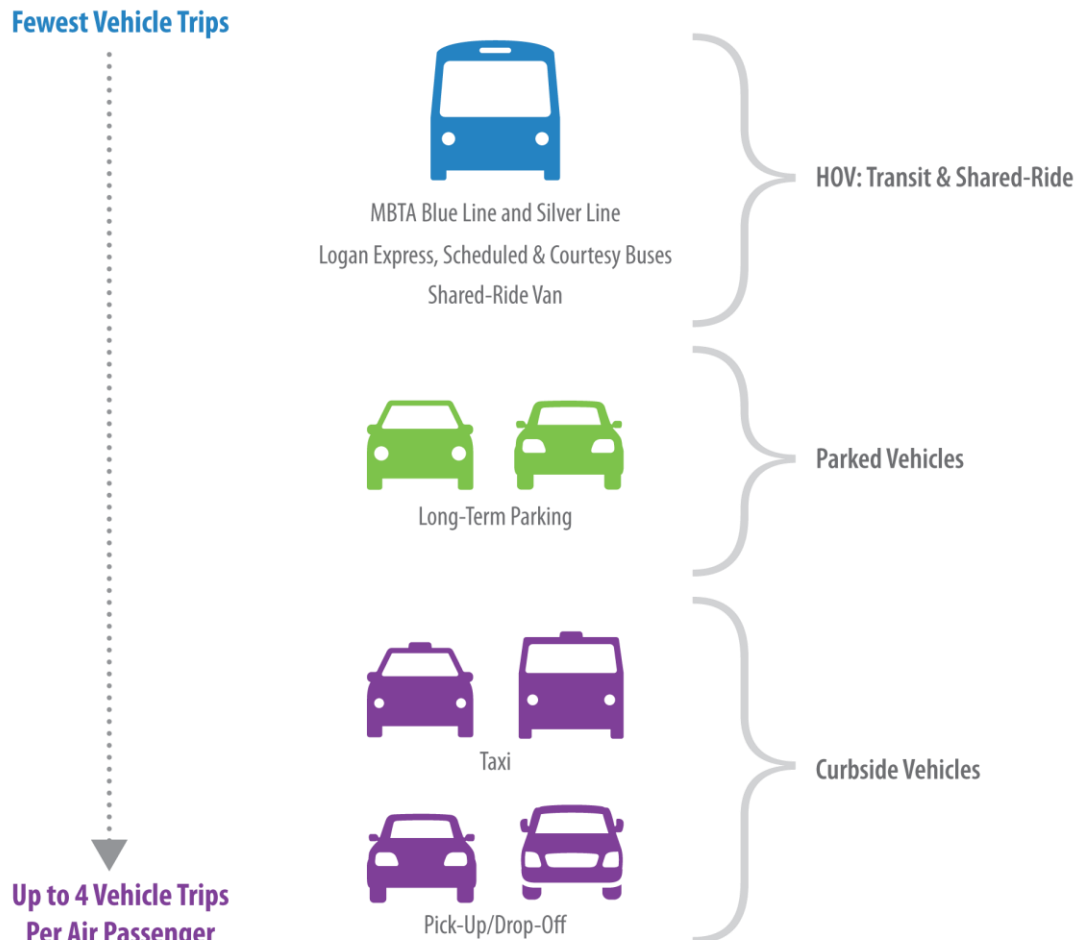 Fewest Vehicle Trips
MBTA Blue Line and Silver Line
Logan Express, Scheduled & Courtesy Buses
Shared-Ride Van
HOV: Transit & Shared-Ride
Long-Term Parking
Parked Vehicles
Taxi
Curbside Vehicles
Pick-Up/Drop-Off
Up to 4 Vehicle Trips
Per Air Passenger